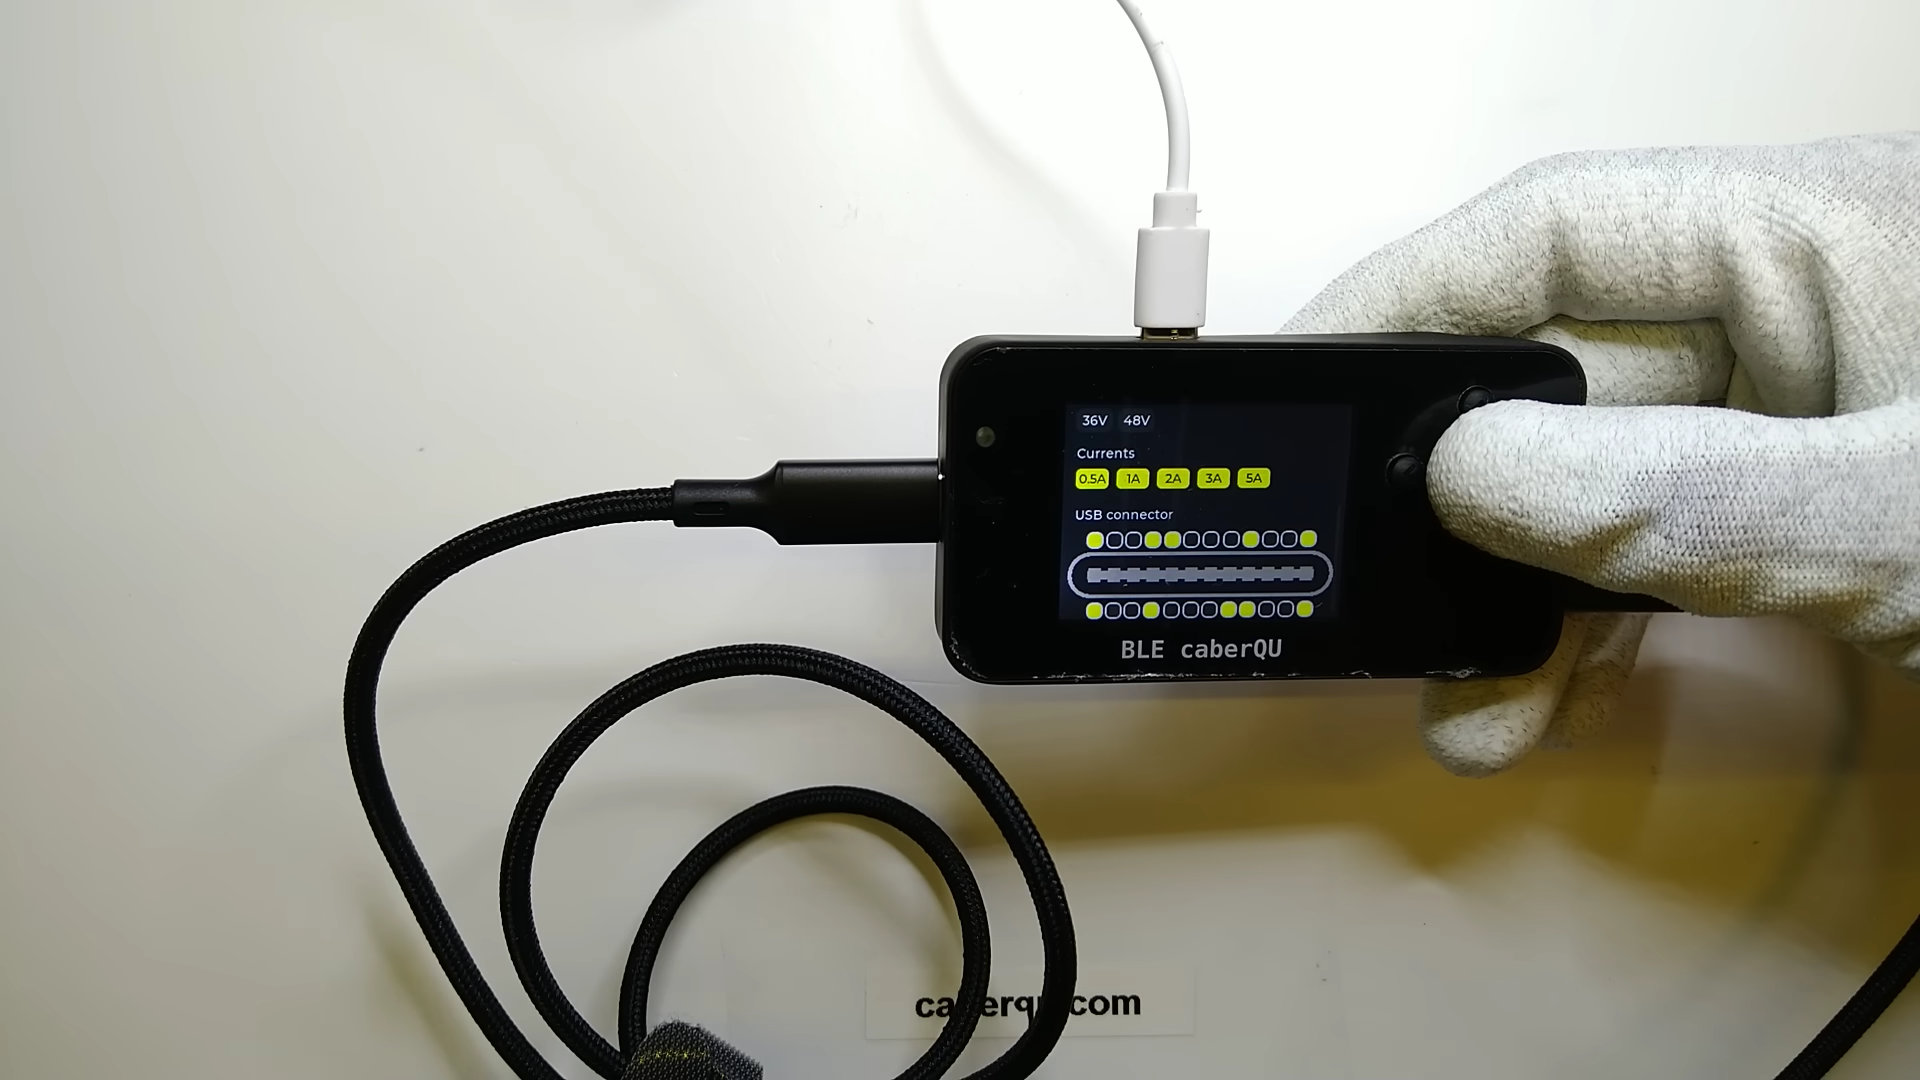 36V 48V
Currents
0.5A 1A 2A 3A 5A
USB connector
BLE caberQU